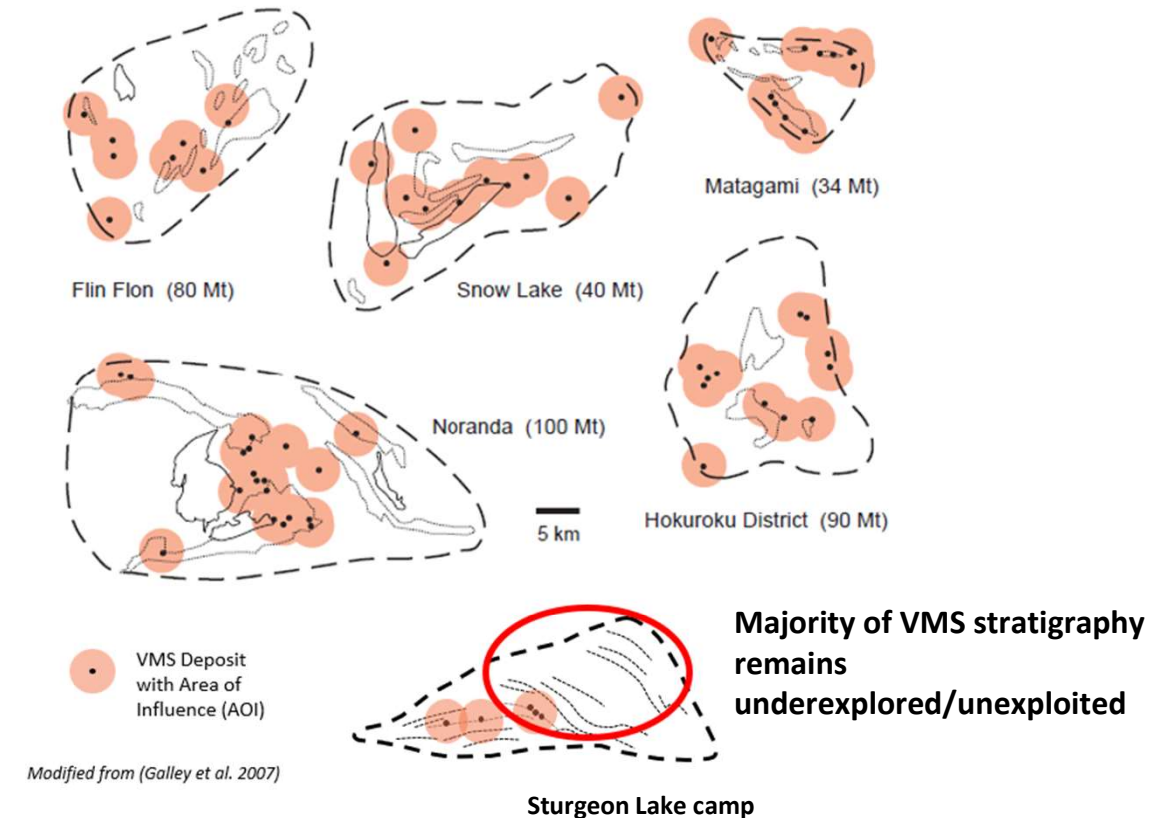 Matagami (34 Mt)
Flin Flon (80 Mt)
Snow Lake (40 Mt)
Noranda (100 Mt)
5 km
Hokuroku District (90 Mt)
VMS Deposit
with Area of
Influence (AOI)
Majority of VMS stratigraphy
remains
underexplored/unexploited
Modified from (Galley et al. 2007)
Sturgeon Lake camp